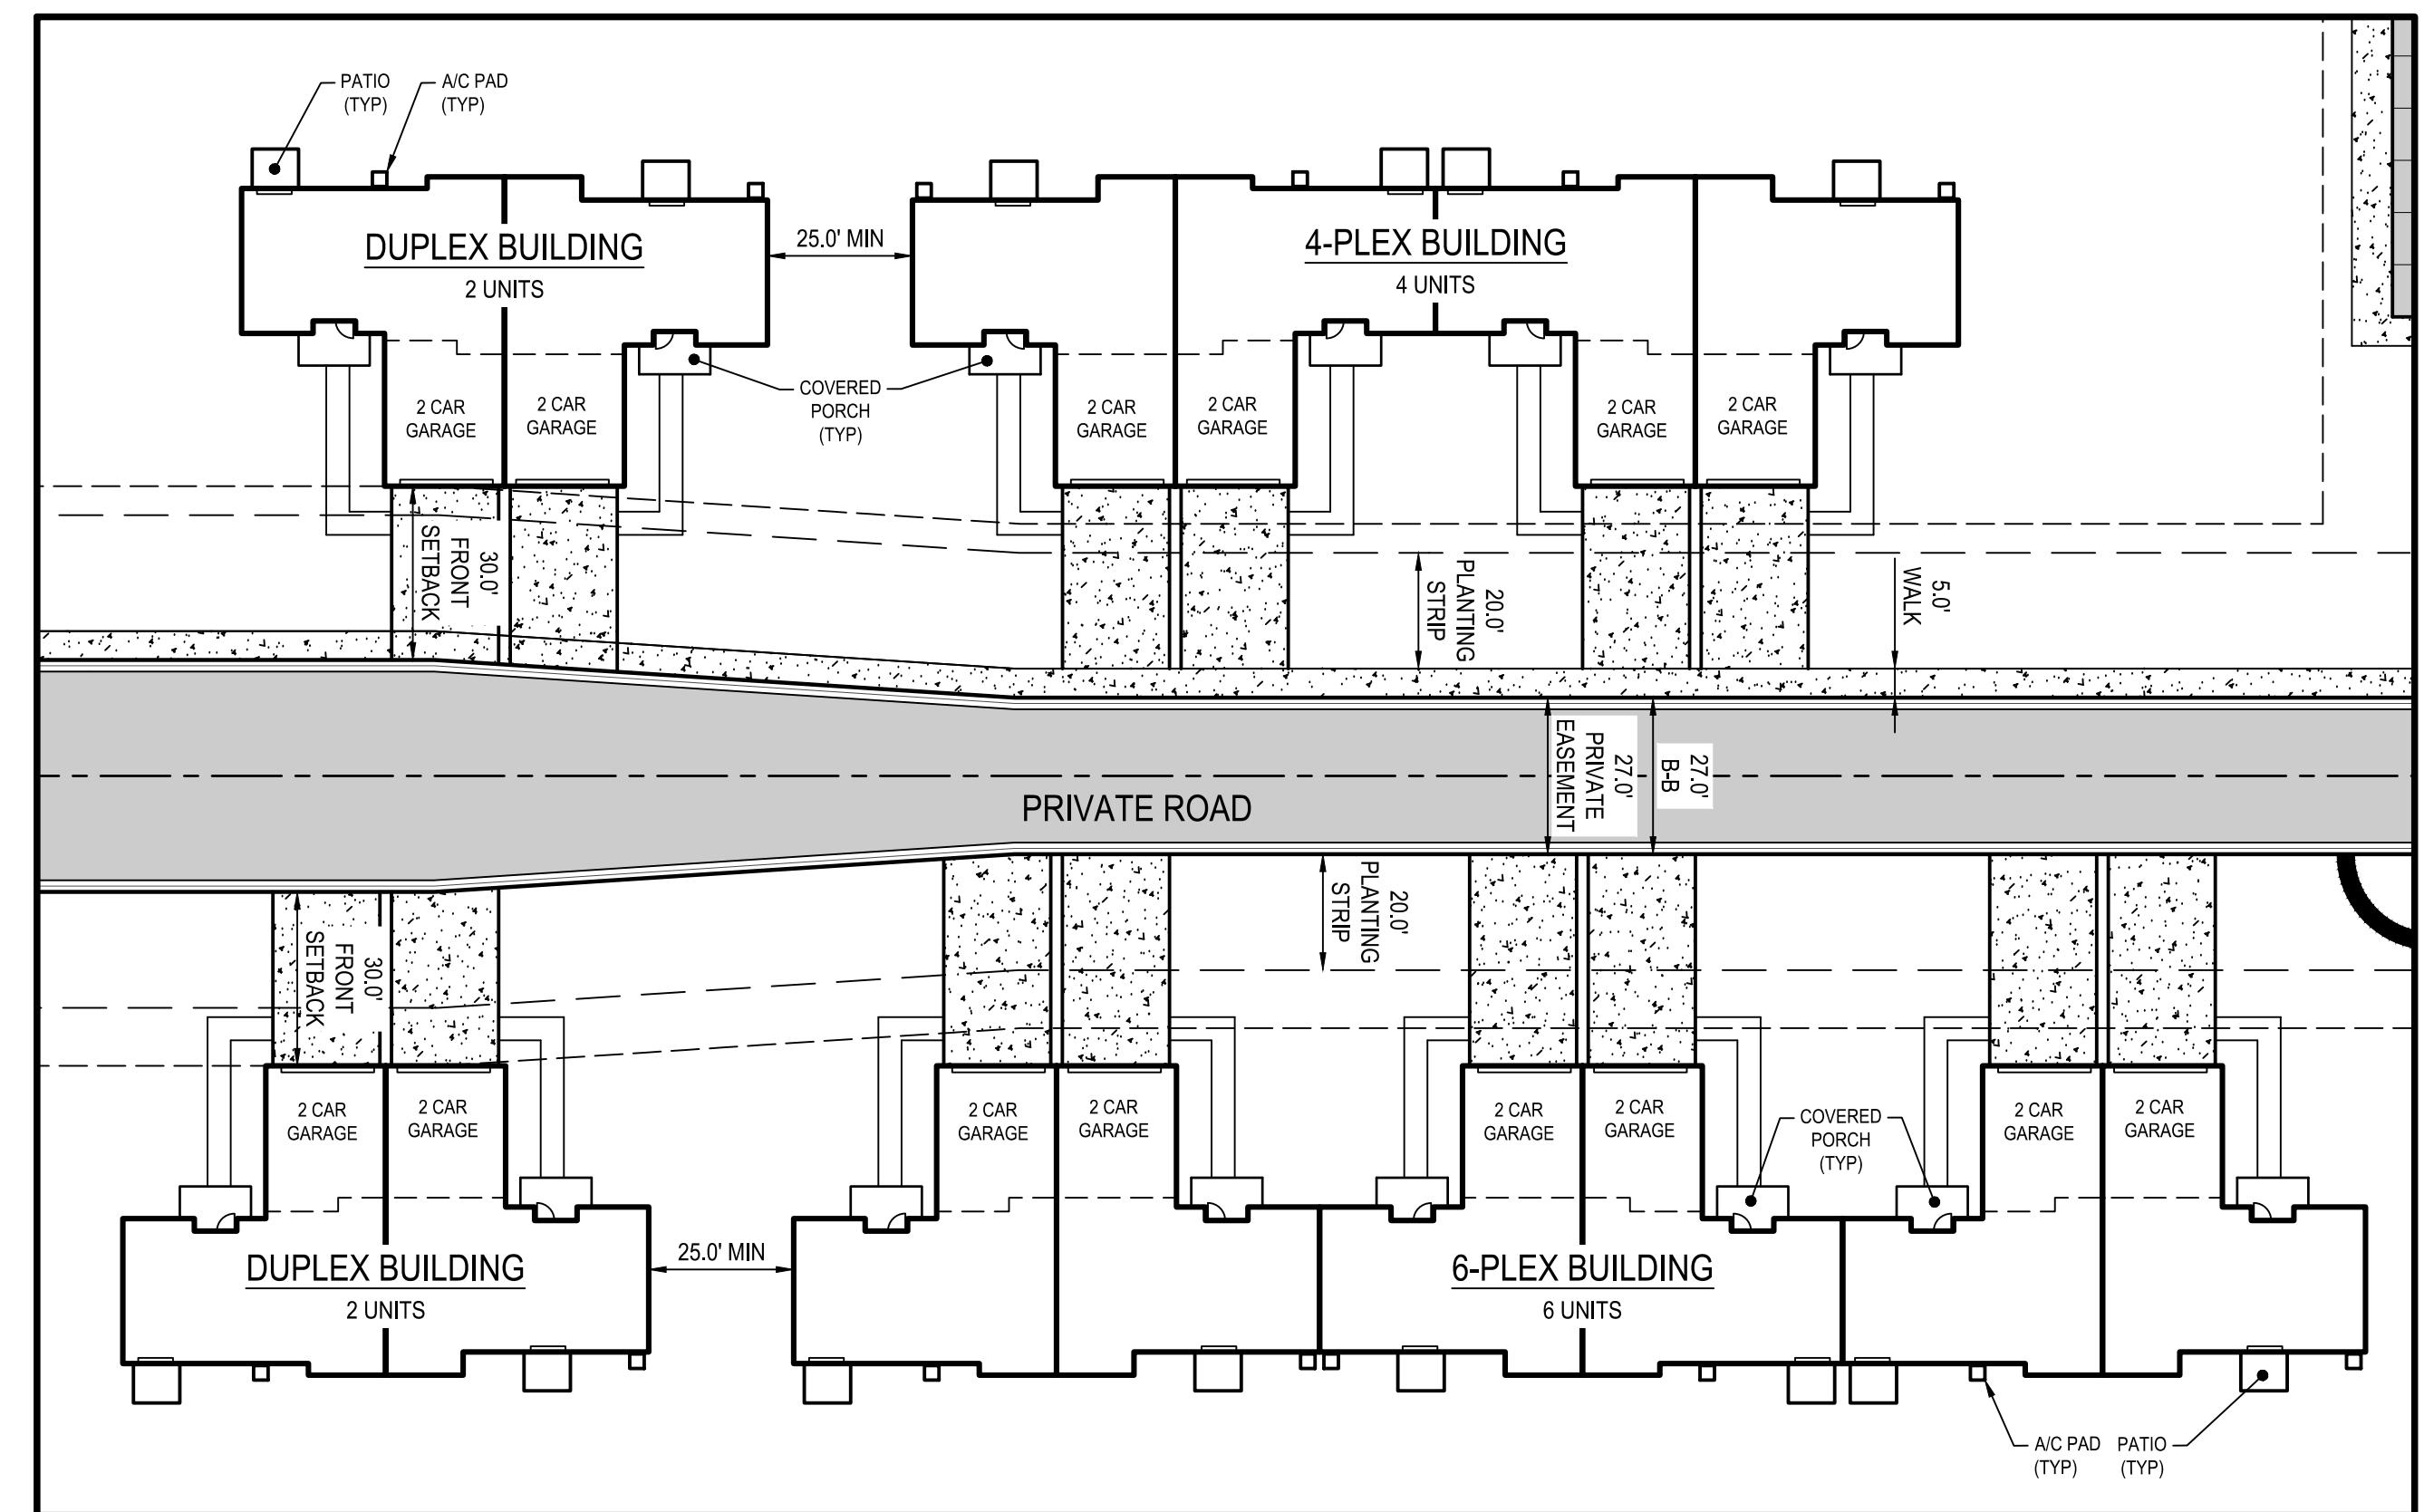 PATIO
(TYP)
A/C PAD
(TYP)
DUPLEX BUILDING
2 UNITS
25.0' MIN
4-PLEX BUILDING
4 UNITS
COVERED
PORCH
(TYP)
2 CAR
GARAGE
2 CAR
GARAGE
2 CAR
GARAGE
2 CAR
GARAGE
2 CAR
GARAGE
2 CAR
GARAGE
30.0'
FRONT
SETBACK
20.0'
PLANTING
STRIP
5.0'
WALK
27.0'
PRIVATE
EASEMENT
27.0'
B-B
PRIVATE ROAD
20.0'
PLANTING
STRIP
30.0'
FRONT
SETBACK
2 CAR
GARAGE
2 CAR
GARAGE
2 CAR
GARAGE
2 CAR
GARAGE
2 CAR
GARAGE
2 CAR
GARAGE
COVERED
PORCH
(TYP)
2 CAR
GARAGE
2 CAR
GARAGE
DUPLEX BUILDING
2 UNITS
25.0' MIN
6-PLEX BUILDING
6 UNITS
A/C PAD
(TYP)
PATIO
(TYP)